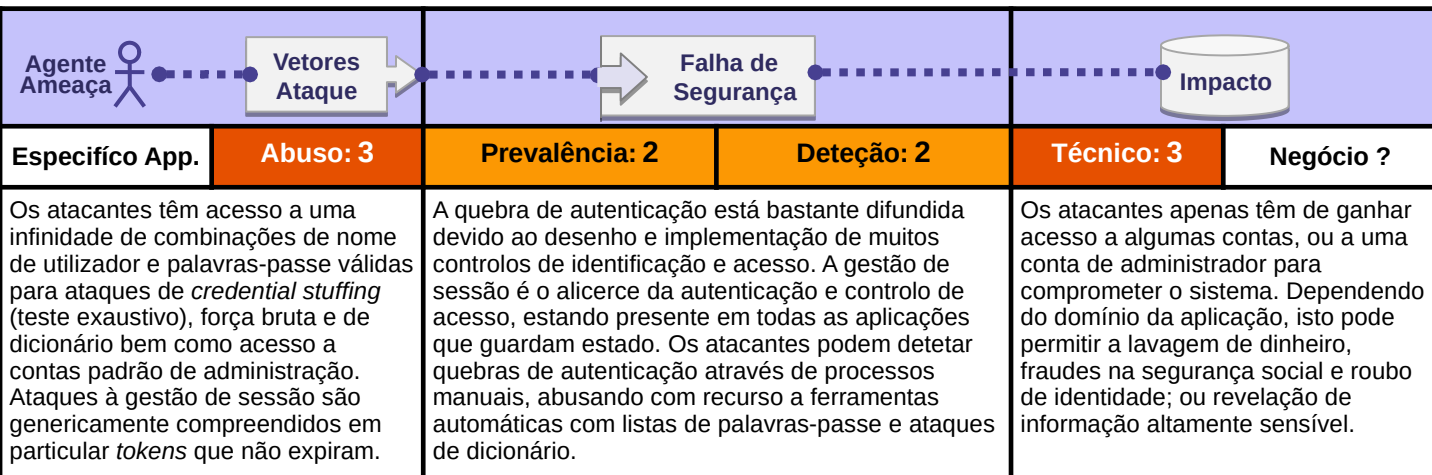 Agente
Ameaça
Vetores
Ataque
Falha de
Segurança
Impacto
Especifíco App.
Abuso: 3
Prevalência: 2
Deteção: 2
Técnico: 3
Negócio ?
Os atacantes têm acesso a uma
infinidade de combinações de nome
de utilizador e palavras-passe válidas
para ataques de credential stuffing
(teste exaustivo), força bruta e de
dicionário bem como acesso a
contas padrão de administração.
Ataques à gestão de sessão são
genericamente compreendidos em
particular tokens que não expiram.
A quebra de autenticação está bastante difundida
devido ao desenho e implementação de muitos
controlos de identificação e acesso. A gestão de
sessão é o alicerce da autenticação e controlo de
acesso, estando presente em todas as aplicações
que guardam estado. Os atacantes podem detetar
quebras de autenticação através de processos
manuais, abusando com recurso a ferramentas
automáticas com listas de palavras-passe e ataques
de dicionário.
Os atacantes apenas têm de ganhar
acesso a algumas contas, ou a uma
conta de administrador para
comprometer o sistema. Dependendo
do domínio da aplicação, isto pode
permitir a lavagem de dinheiro,
fraudes na segurança social e roubo
de identidade; ou revelação de
informação altamente sensível.